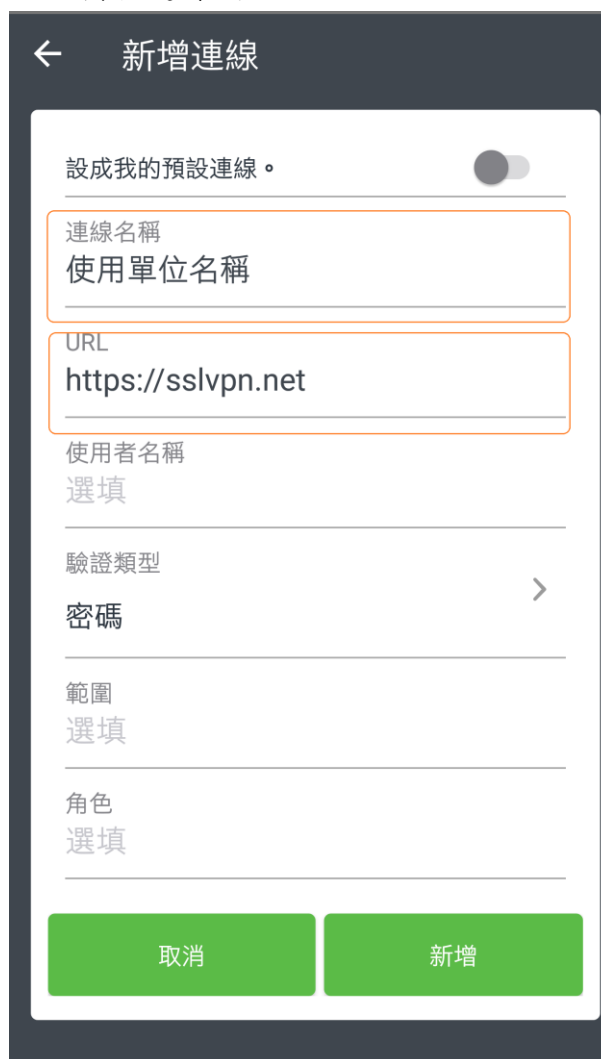 新增連線
設成我的預設連線。
連線名稱
使用單位名稱
URL
https://sslvpn.net
使用者名稱
選填
驗證類型
密碼
範圍
選填
角色
選填
取消
新增